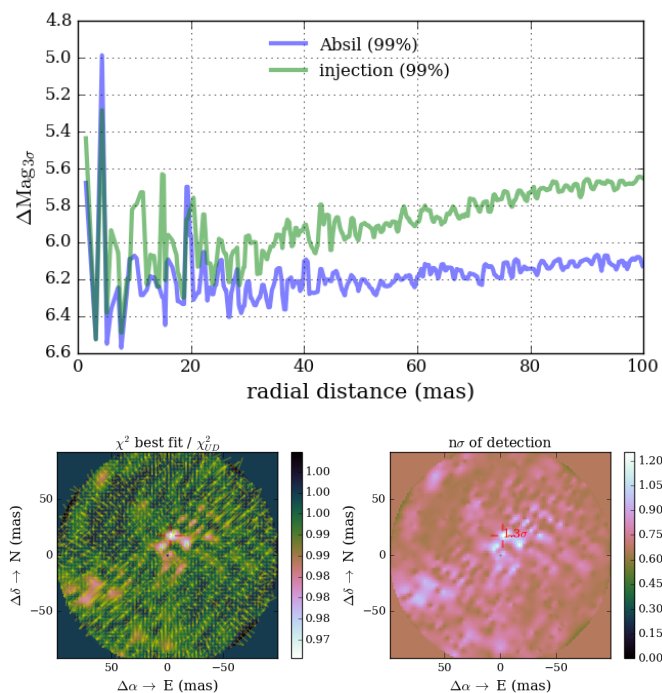 4.8
5.0
5.2
5.4
5.6
5.8
6.0
6.2
6.4
6.6
ΔMag3σ
Absil (99%)
injection (99%)
0 20 40 60 80 100
radial distance (mas)
χ² best fit / χ²UD
50
0
−50
Δδ → N (mas)
50 0 −50
Δα → E (mas)
1.00
1.00
0.99
0.99
0.98
0.98
0.97
nσ of detection
1.3σ
50
0
−50
Δδ → N (mas)
50 0 −50
Δα → E (mas)
1.20
1.05
0.90
0.75
0.60
0.45
0.30
0.15
0.00